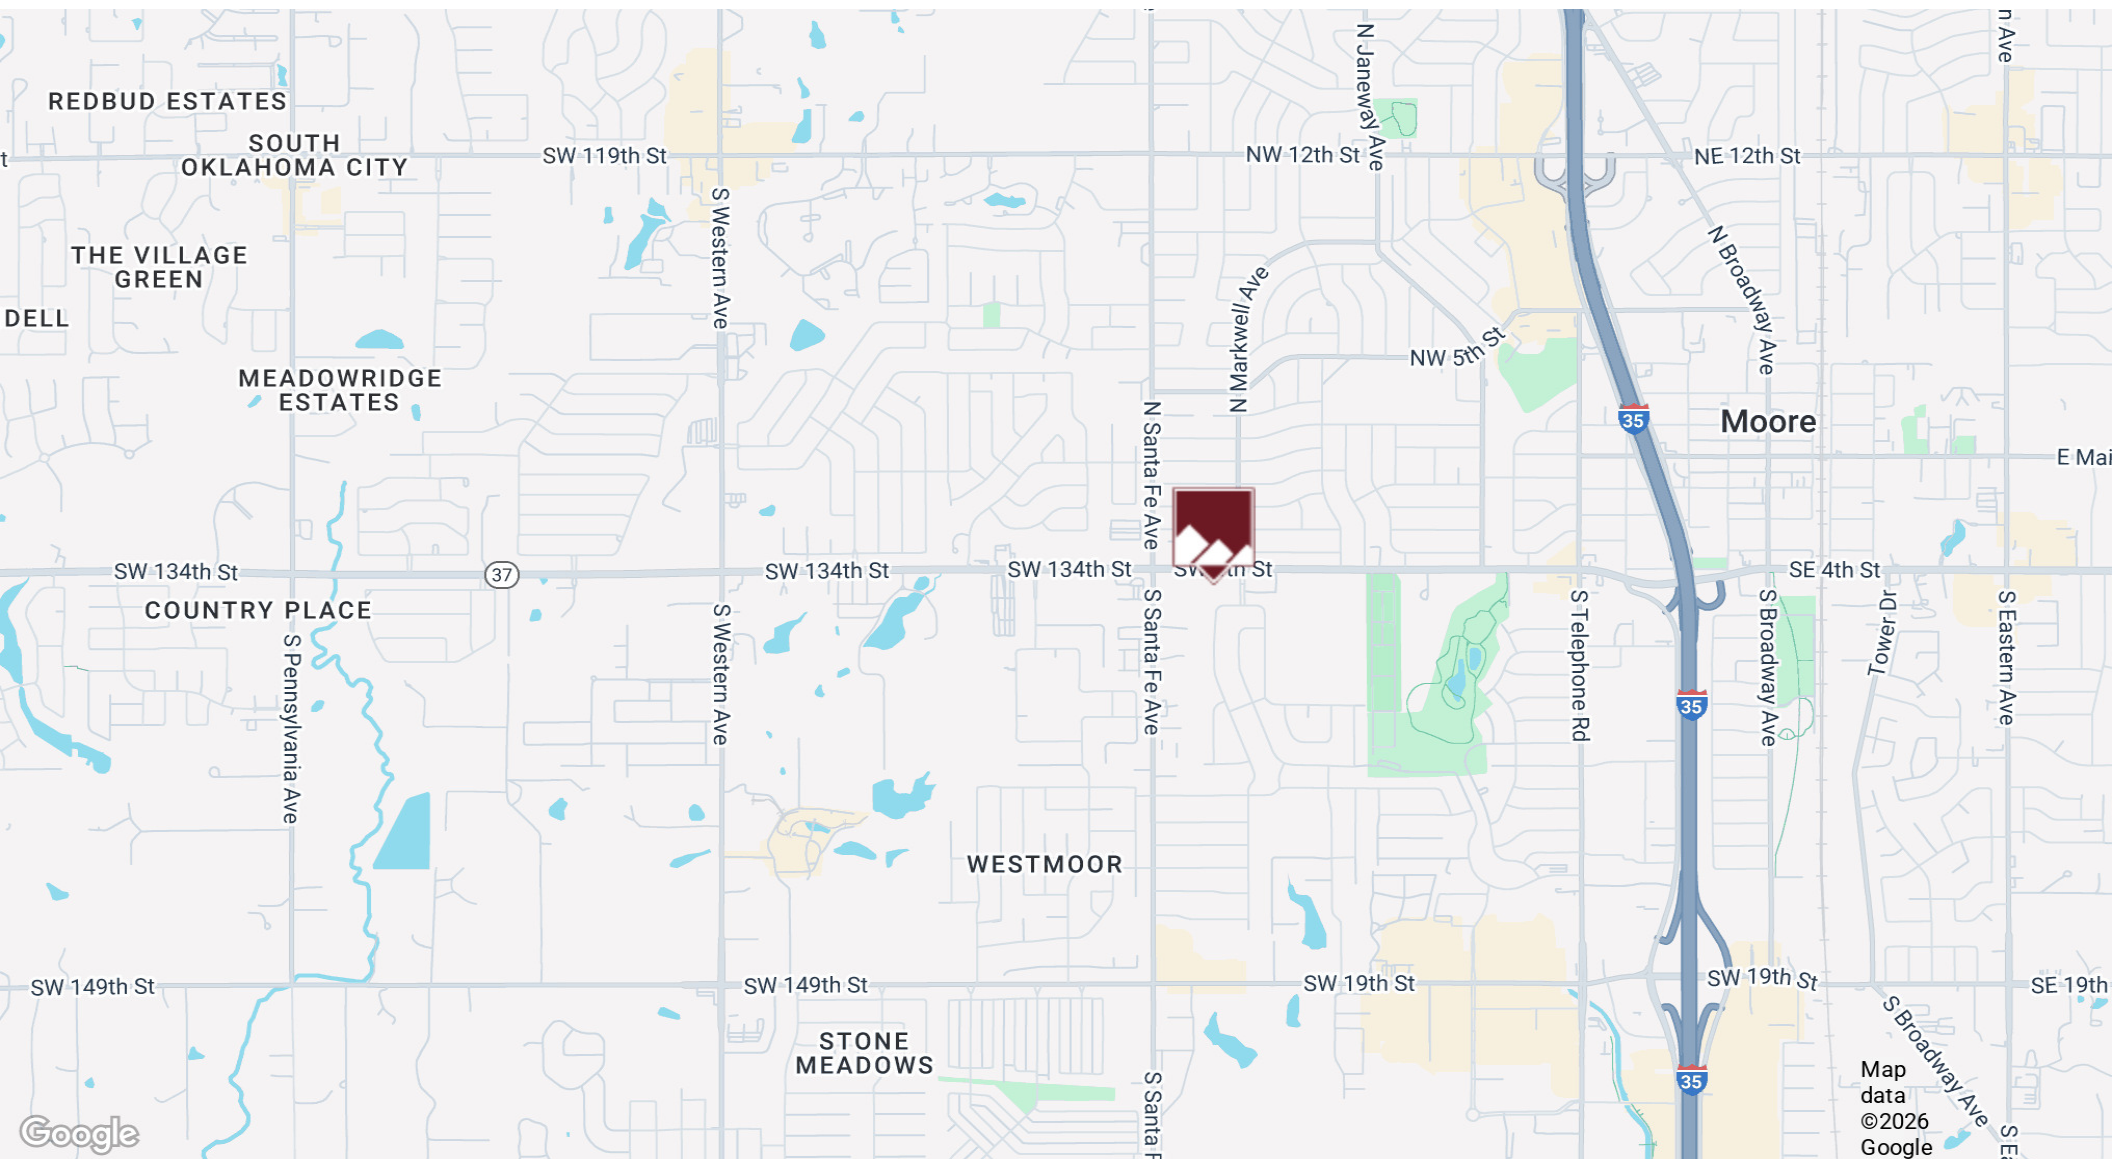 n Ave
N Janeway Ave
REDBUD ESTATES
SOUTH
OKLAHOMA CITY
SW 119th St
NW 12th St
NE 12th St
S Western Ave
THE VILLAGE
GREEN
N Broadway Ave
N Markwell Ave
DELL
NW 5th St
MEADOWRIDGE
ESTATES
35
Moore
N Santa Fe Ave
E Mai
SW 134th St
37
SW 134th St
SW 134th St
SE 4th St
COUNTRY PLACE
S Pennsylvania Ave
S Western Ave
S Santa Fe Ave
S Telephone Rd
S Broadway Ave
Tower Dr
S Eastern Ave
35
WESTMOOR
SW 149th St
SW 149th St
SW 19th St
SW 19th St
SE 19th
STONE
MEADOWS
S Broadway Ave
35
S Santa F
Map
data
©2026
Google
Google